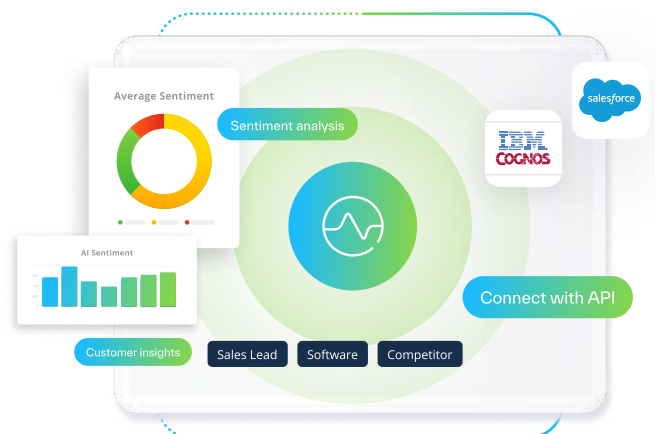 Average Sentiment
Sentiment analysis
salesforce
IBM
COGNOS
AI Sentiment
Connect with API
Customer insights
Sales Lead
Software
Competitor